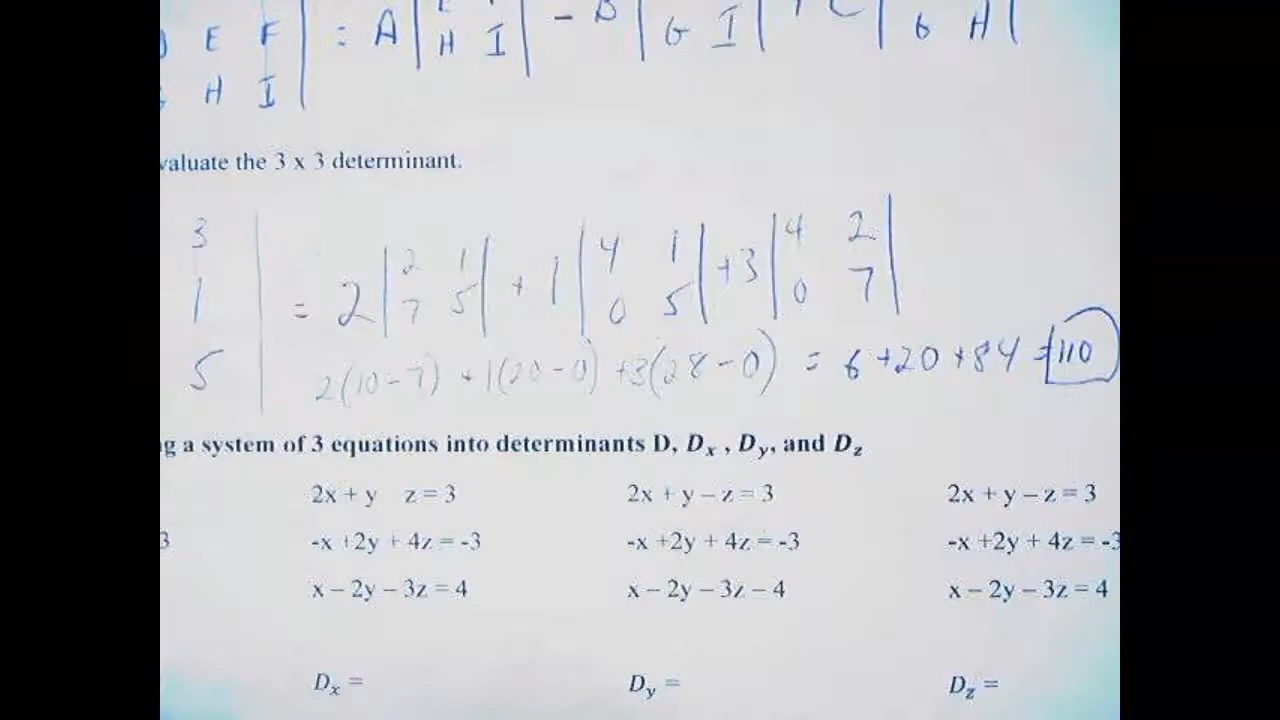 E F = A | H I | - B | G I | + C | G H |
H I
valuate the 3 x 3 determinant.
3
1 = 2 | 2 1 | + 1 | 4 1 | +3 | 4 2 |
7 5 0 5 0 7
5 2(10-7) + 1(20-0) +3(28-0) = 6+20+84 = 110
g a system of 3 equations into determinants D, Dx , Dy, and Dz
2x + y z = 3 2x + y – z = 3 2x + y – z = 3
3 -x +2y + 4z = -3 -x +2y + 4z = -3 -x +2y + 4z = -3
x – 2y – 3z = 4 x – 2y – 3z – 4 x – 2y – 3z = 4
Dx = Dy = Dz =